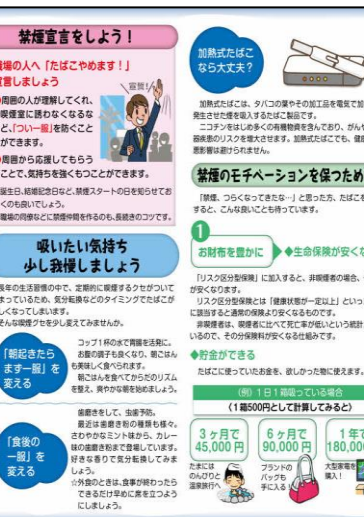 禁煙宣言をしよう！
職場の人へ「たばこやめます！」
宣言しましょう
宣誓!
周囲の人が理解してくれ、
喫煙室に誘わなくなるな
ど、「つい一服」を防ぐこと
ができます。
周囲から応援してもらう
ことで、気持ちを強くもつことができます。
誕生日、結婚記念日など、禁煙スタートの日を知らせてお
くのも良いでしょう。
職場の同僚などに禁煙仲間を作るのも、長続きのコツです。
吸いたい気持ち
少し我慢しましょう
長年の生活習慣の中で、定期的に喫煙するクセがついて
まっているため、気分転換などのタイミングでたばこが
しくなってしまいます。
そんな喫煙グセを少し変えてみませんか。
「朝起きたら
まず一服」を
変える
コップ1杯の水で胃腸を活発に。
お腹の調子も良くなり、朝ごはん
も美味しく食べられます。
朝ごはんを食べてからだのリズム
を整え、爽やかな朝を始めましょう。
「食後の
一服」を
変える
歯磨きをして、虫歯予防。
最近は歯磨き粉の種類も様々。
さわやかなミント味から、カレー
味の歯磨き粉まで登場しています。
好きな香りで気分転換してみま
しょう。
☆外食のときは、食事が終わったら
できるだけ早めに席を立つよう
にしましょう。
加熱式たばこ
なら大丈夫？
加熱式たばこは、タバコの葉やその加工品を電気で加
発生させた煙を吸入するたばこ製品です。
ニコチンをはじめ多くの有機物質を含んでおり、がんや
器疾患のリスクを増大させます。加熱式たばこでも、健康
悪影響は避けられません。
禁煙のモチベーションを保つため
「禁煙、つらくなってきたな…」と思った方、たばこを
すると、こんな良いことも待っています。
1
お財布を豊かに
◆生命保険が安くな
「リスク区分型保険」に加入すると、非喫煙者の場合、
が安くなります。
リスク区分型保険とは「健康状態が一定以上」といっ
に該当すると通常の保険より安くなるものです。
非喫煙者は、喫煙者に比べて死亡率が低いという統計
いるので、その分保険料が安くなる仕組みです。
◆貯金ができる
たばこに使っていたお金を、欲しかった物に使えます。
（例）1日1箱吸っている場合
〈1箱500円として計算してみると〉
3ヶ月で
45,000円
たまには
のんびりと
温泉旅行へ
6ヶ月で
90,000円
ブランドの
バッグも
手に入る!
1年で
180,000
大型家電を
購入！